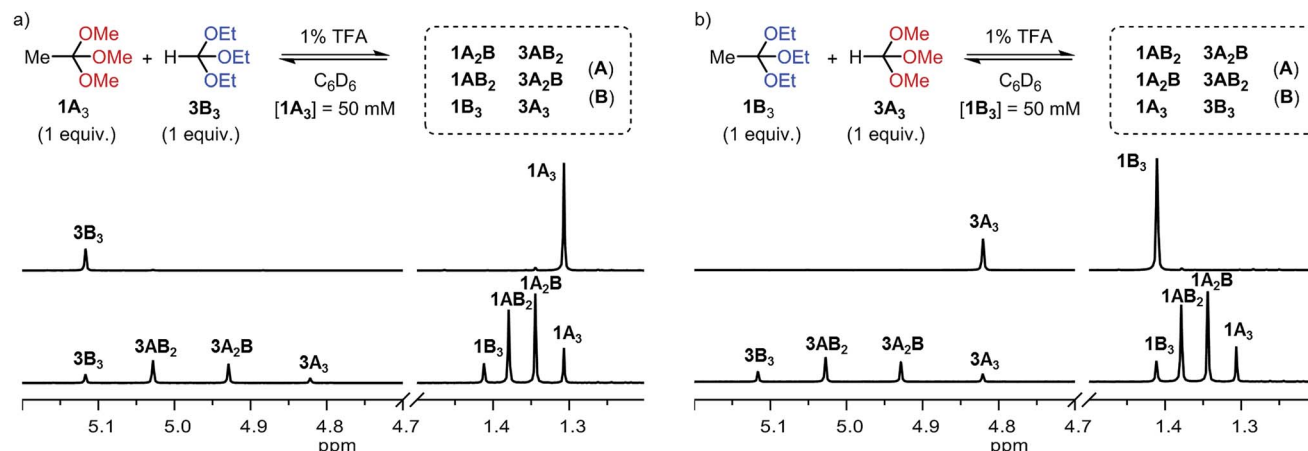 a)
OMe
Me OMe
OMe
+
OEt
H OEt
OEt
1% TFA
C₆D₆
[1A₃] = 50 mM
1A₃
(1 equiv.)
3B₃
(1 equiv.)
1A₂B 3AB₂
1AB₂ 3A₂B
1B₃ 3A₃
(A)
(B)
3B₃
1A₃
3B₃
3AB₂
3A₂B
3A₃
1B₃
1AB₂
1A₂B
1A₃
5.1 5.0 4.9 4.8 4.7 1.4 1.3
ppm
b)
OEt
Me OEt
OEt
+
OMe
H OMe
OMe
1% TFA
C₆D₆
[1B₃] = 50 mM
1B₃
(1 equiv.)
3A₃
(1 equiv.)
1AB₂ 3A₂B
1A₂B 3AB₂
1A₃ 3B₃
(A)
(B)
3A₃
1B₃
3B₃
3AB₂
3A₂B
3A₃
1B₃
1AB₂
1A₂B
1A₃
5.1 5.0 4.9 4.8 4.7 1.4 1.3
ppm